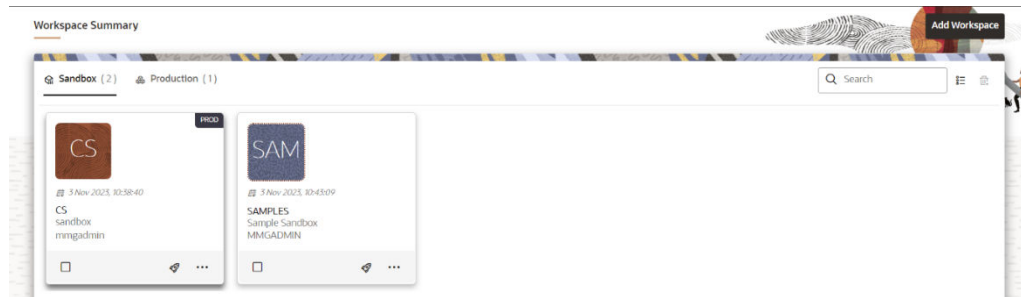 Workspace Summary
Add Workspace
Sandbox (2) Production (1)
Search
PROD
CS
3 Nov 2023, 10:38:40
CS
sandbox
mmgadmin
SAM
3 Nov 2023, 10:43:09
SAMPLES
Sample Sandbox
MMGADMIN